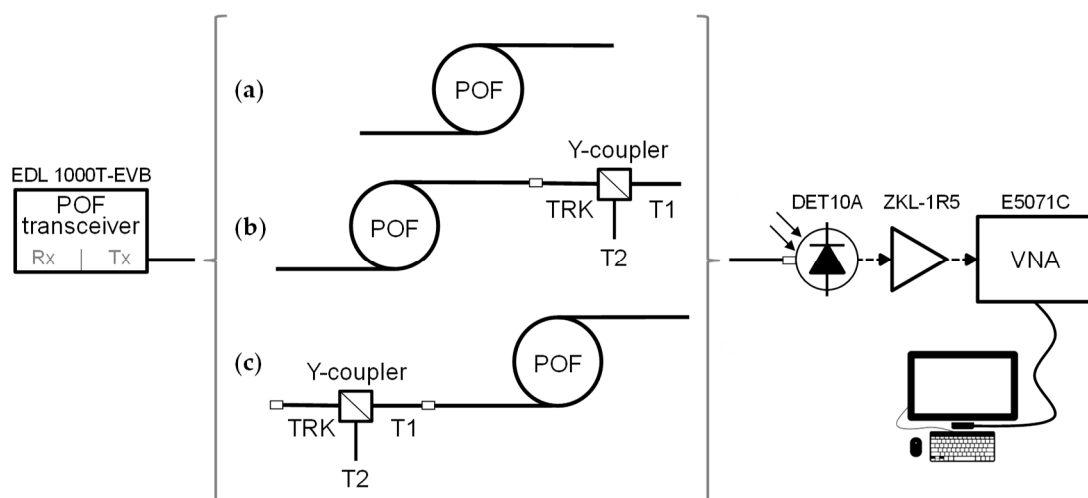 EDL 1000T-EVB
POF
transceiver
Rx | Tx
(a)
POF
(b)
POF
Y-coupler
TRK
T1
T2
(c)
Y-coupler
TRK
T1
T2
POF
DET10A
ZKL-1R5
E5071C
VNA